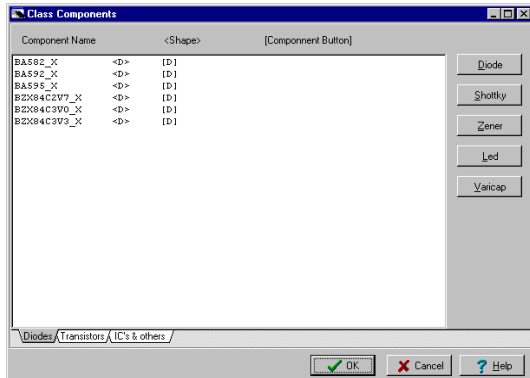 Class Components
Component Name <Shape> [Componnent Button]
BA582_X <D> [D]
BA592_X <D> [D]
BA595_X <D> [D]
BZX84C2V7_X <D> [D]
BZX84C3V0_X <D> [D]
BZX84C3V3_X <D> [D]
Diode
Shottky
Zener
Led
Varicap
Diodes Transistors IC's & others
OK Cancel Help